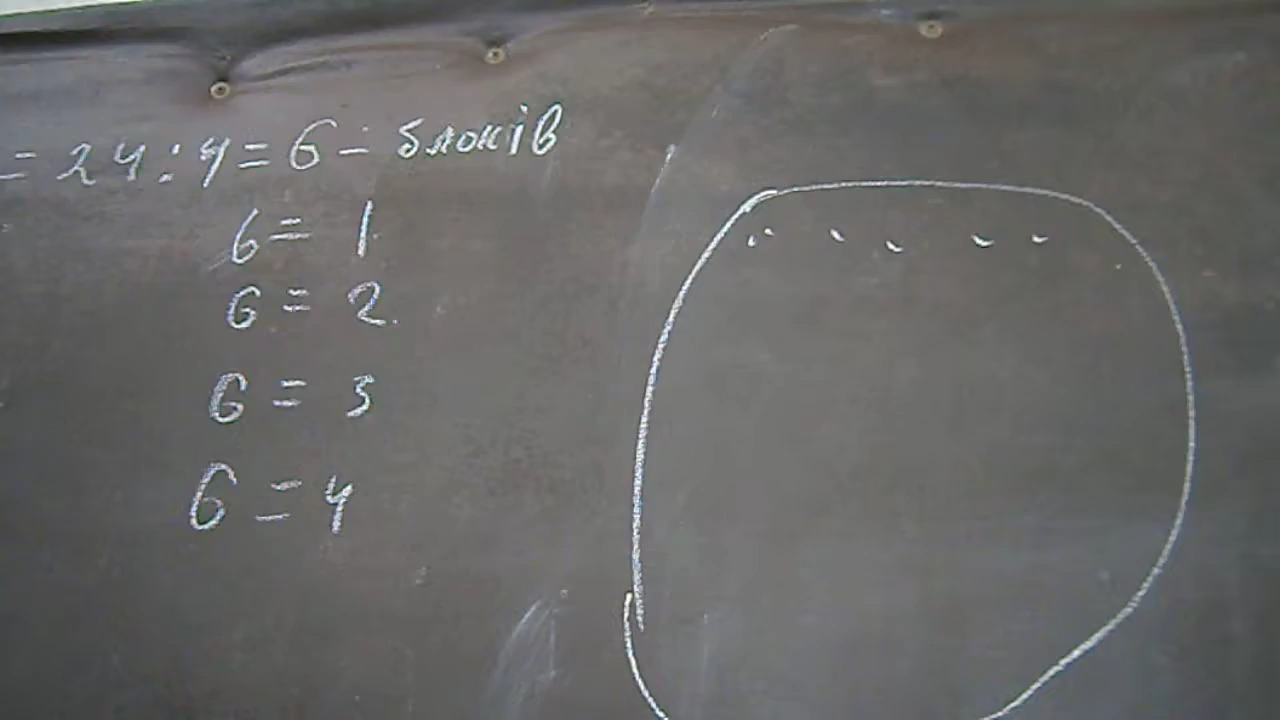 = 24 : 4 = 6 - блоків
6 = 1
6 = 2
6 = 3
6 = 4